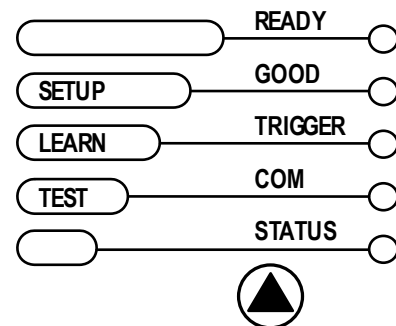 READY
SETUP GOOD
LEARN TRIGGER
TEST COM
STATUS